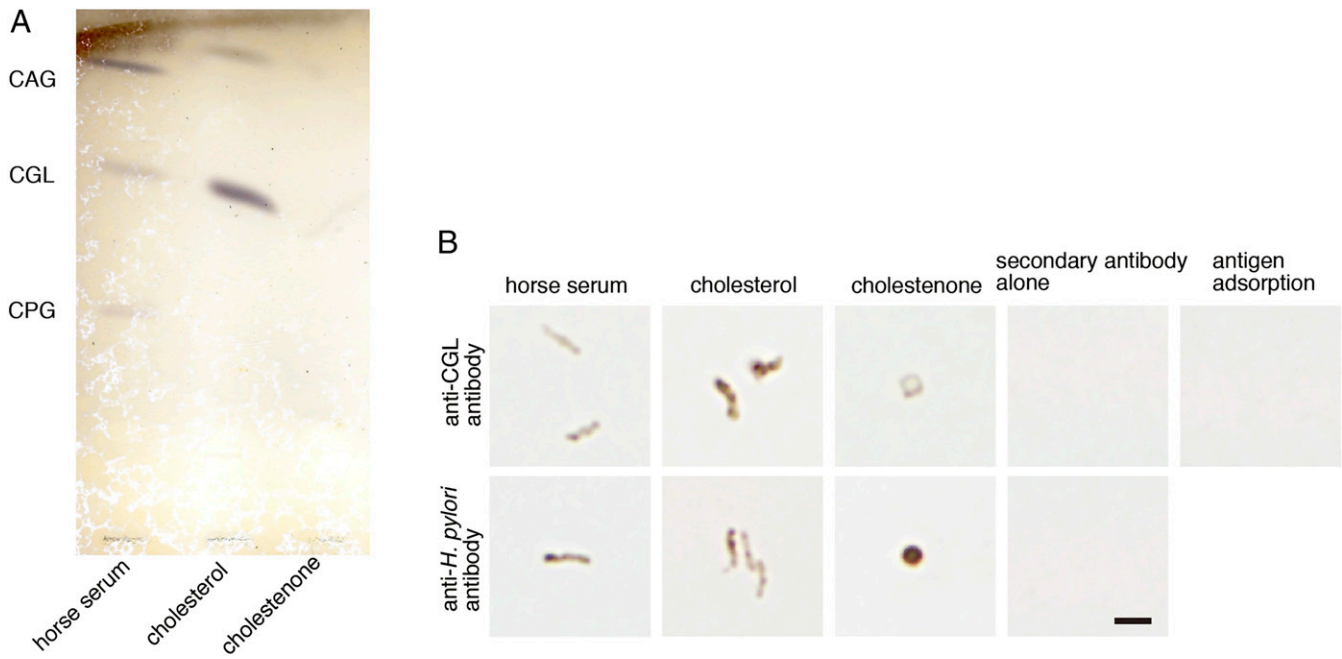 A
CAG
CGL
CPG
horse serum
cholesterol
cholestenone
B
horse serum
cholesterol
cholestenone
secondary antibody
alone
antigen
adsorption
anti-CGL
antibody
anti-H. pylori
antibody